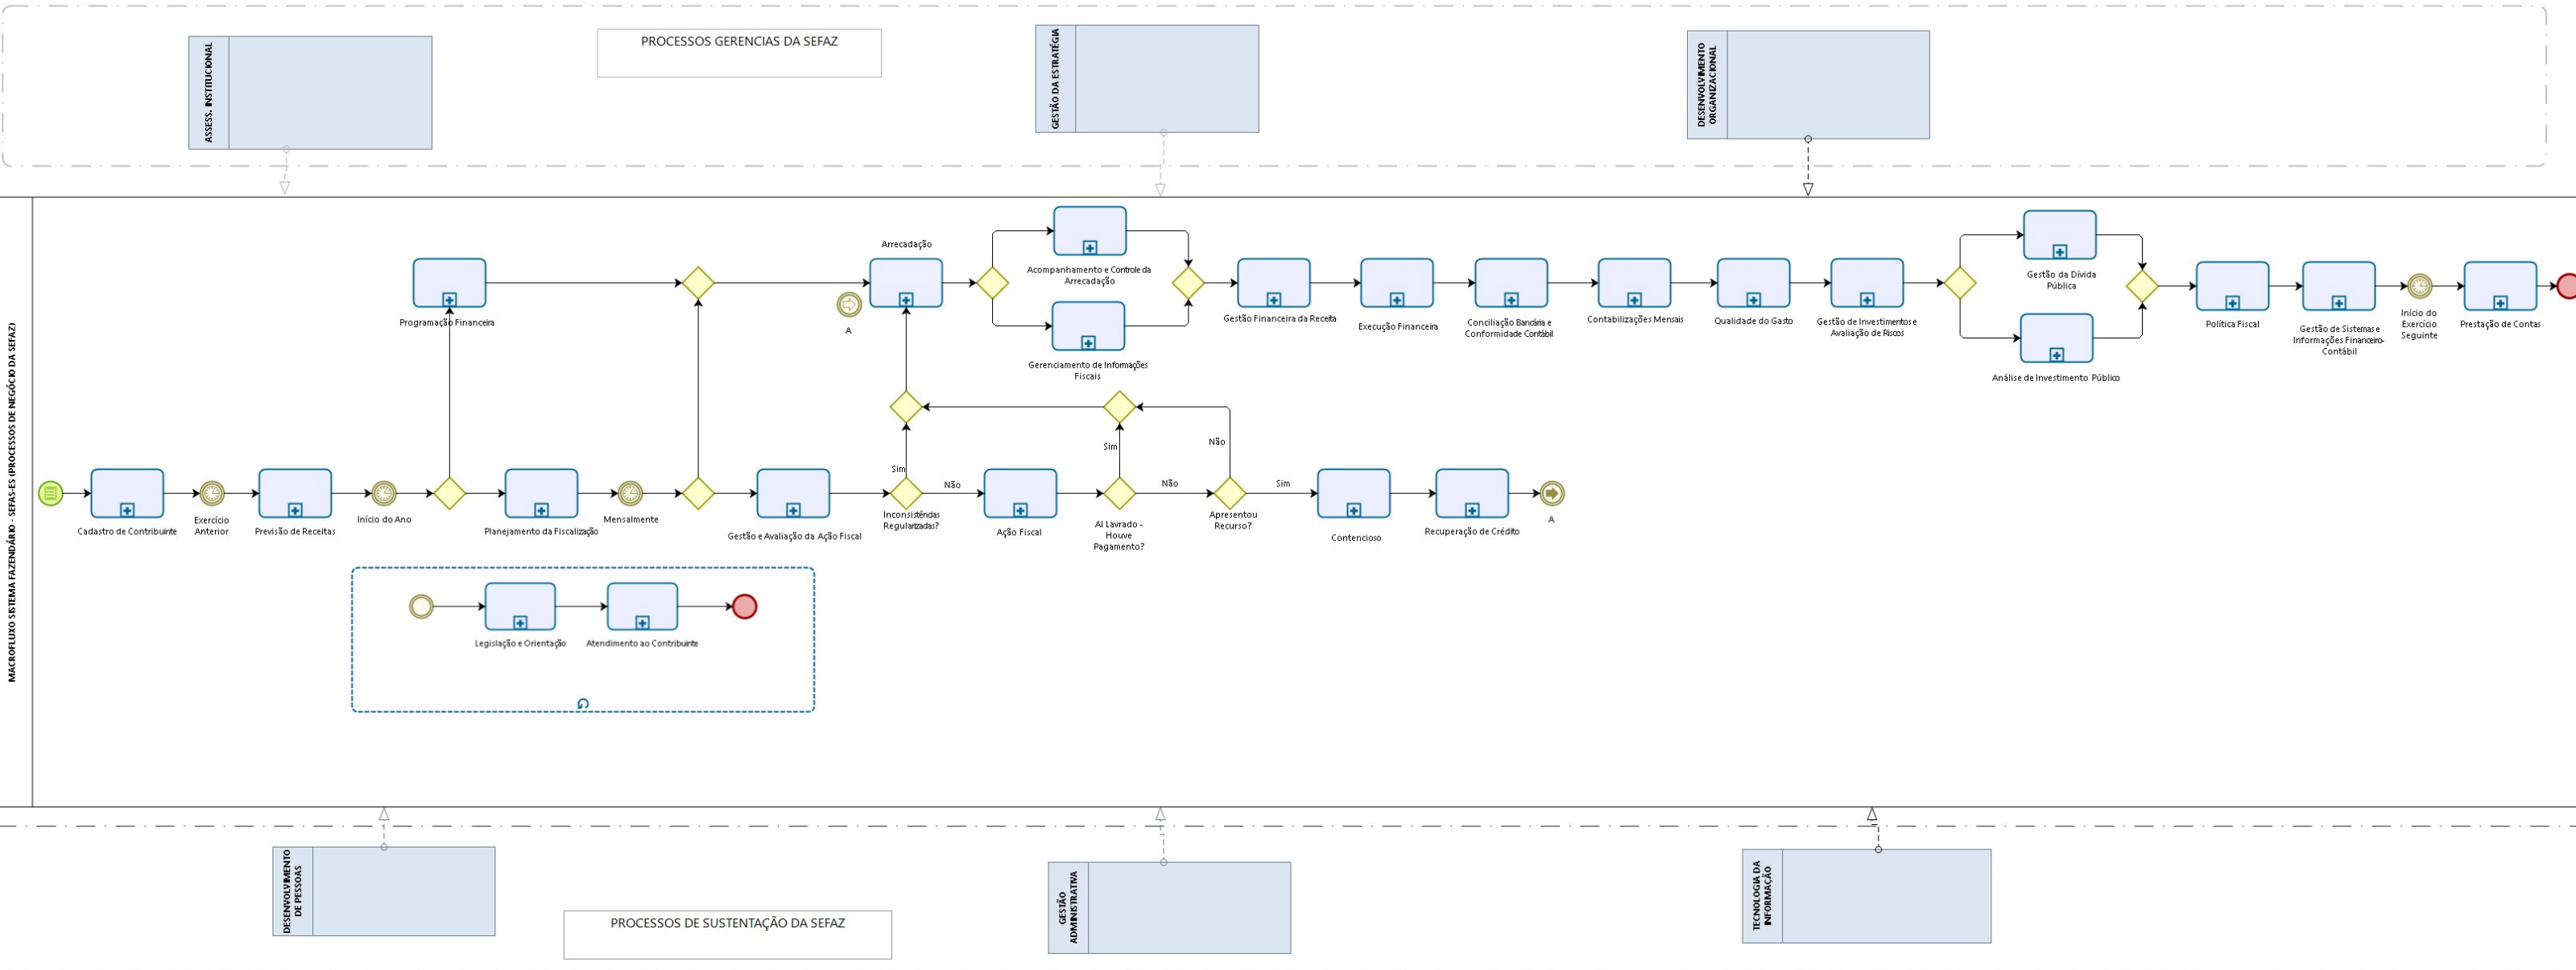 ASSESS. INSTITUCIONAL
PROCESSOS GERENCIAS DA SEFAZ
GESTÃO DA ESTRATÉGIA
DESENVOLVIMENTO
ORGANIZACIONAL
MACROFLUXO SISTEMA FAZENDÁRIO - SEFAS-ES (PROCESSOS DE NEGÓCIO DA SEFAZ)
Programação Financeira
Arrecadação
A
Acompanhamento e Controle da
Arrecadação
Gerenciamento de Informações
Fiscais
Gestão Financeira da Receita
Execução Financeira
Conciliação Bancária e
Conformidade Contábil
Contabilizações Mensais
Qualidade do Gasto
Gestão de Investimentos e
Avaliação de Riscos
Gestão da Dívida
Pública
Análise de Investimento Público
Política Fiscal
Gestão de Sistemas e
Informações Financeiro-
Contábil
Início do
Exercício
Seguinte
Prestação de Contas
Cadastro de Contribuinte
Exercício
Anterior
Previsão de Receitas
Início do Ano
Planejamento da Fiscalização
Mensalmente
Gestão e Avaliação da Ação Fiscal
Sim
Inconsistências
Regularizadas?
Não
Ação Fiscal
Sim
AI Lavrado -
Houve
Pagamento?
Não
Não
Apresentou
Recurso?
Sim
Contencioso
Recuperação de Crédito
A
Legislação e Orientação
Atendimento ao Contribuinte
DESENVOLVIMENTO
DE PESSOAS
PROCESSOS DE SUSTENTAÇÃO DA SEFAZ
GESTÃO
ADMINISTRATIVA
TECNOLOGIA DA
INFORMAÇÃO